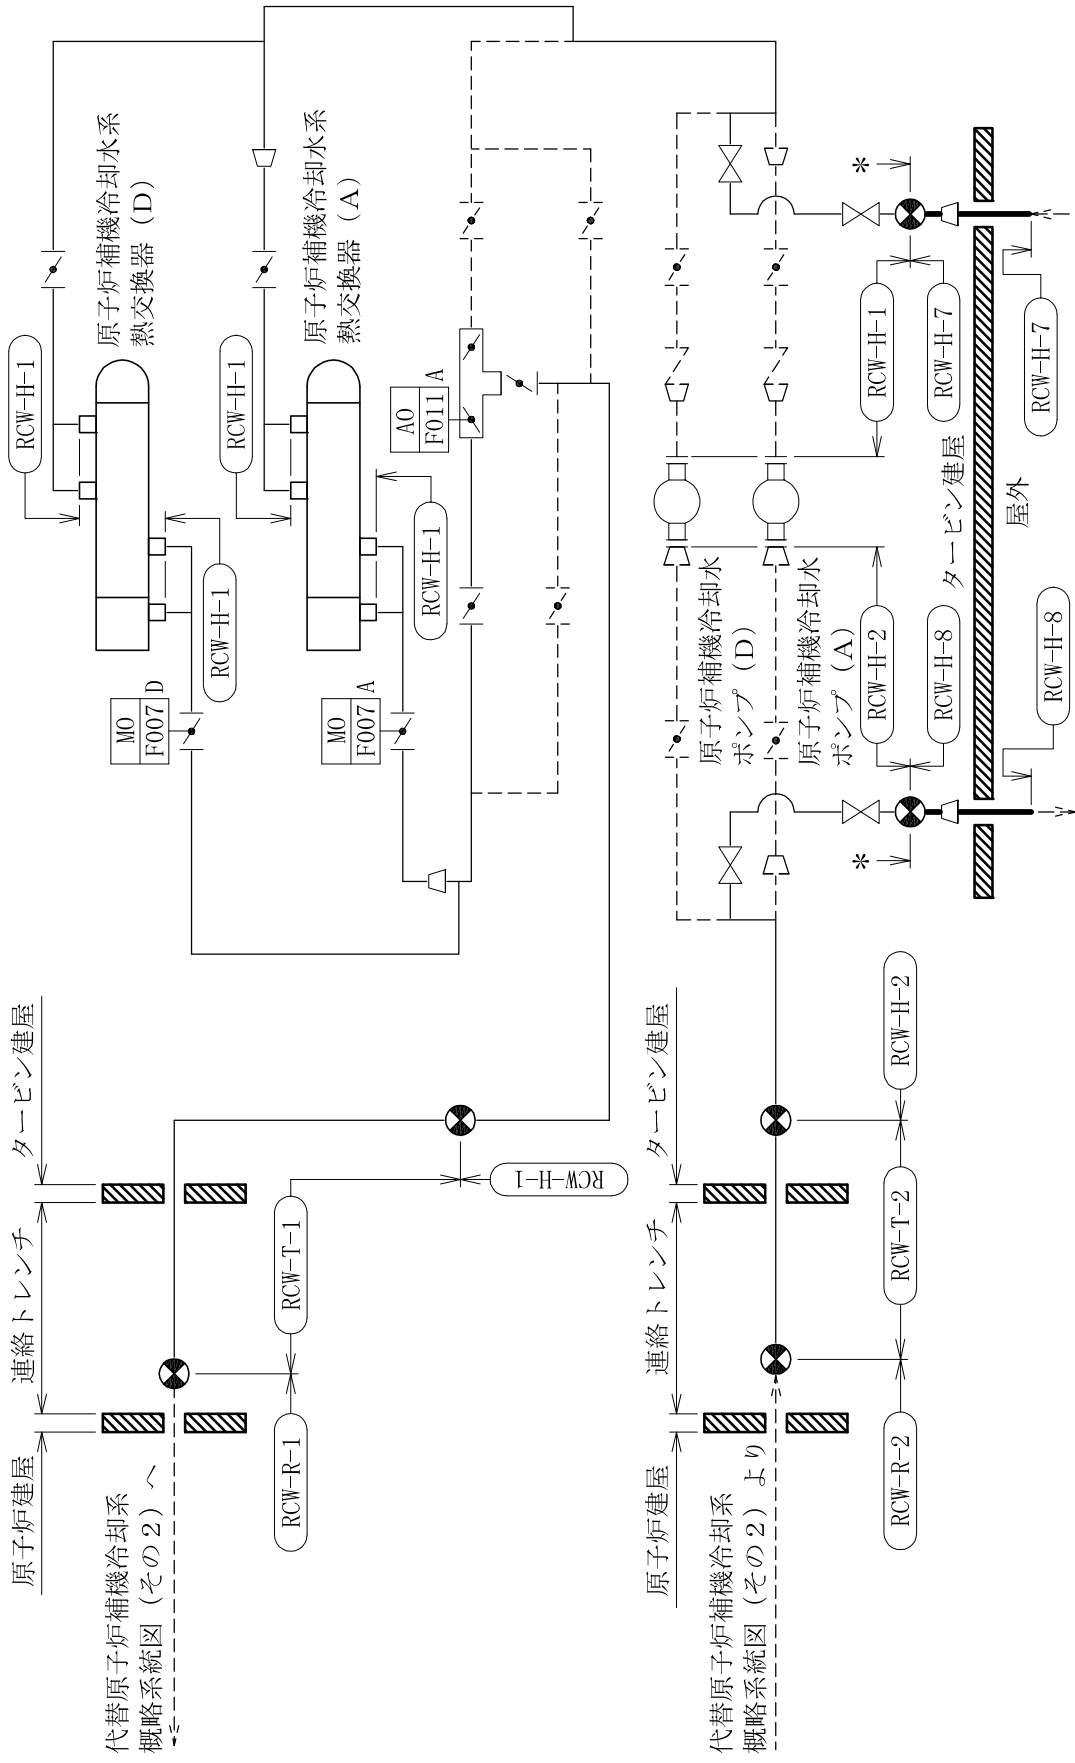 原子炉建屋
連絡トレンチ
タービン建屋
代替原子炉補機冷却系
概略系統図(その2)へ
RCW-R-1
RCW-T-1
RCW-H-1
MO
F007
D
RCW-H-1
RCW-H-1
原子炉補機冷却水系
熱交換器(D)
MO
F007
A
RCW-H-1
RCW-H-1
原子炉補機冷却水系
熱交換器(A)
AO
F011
A
原子炉建屋
連絡トレンチ
タービン建屋
代替原子炉補機冷却系
概略系統図(その2)より
RCW-R-2
RCW-T-2
RCW-H-2
原子炉補機冷却水
ポンプ(D)
原子炉補機冷却水
ポンプ(A)
*
RCW-H-2
RCW-H-8
RCW-H-8
タービン建屋
屋外
*
RCW-H-1
RCW-H-7
RCW-H-7